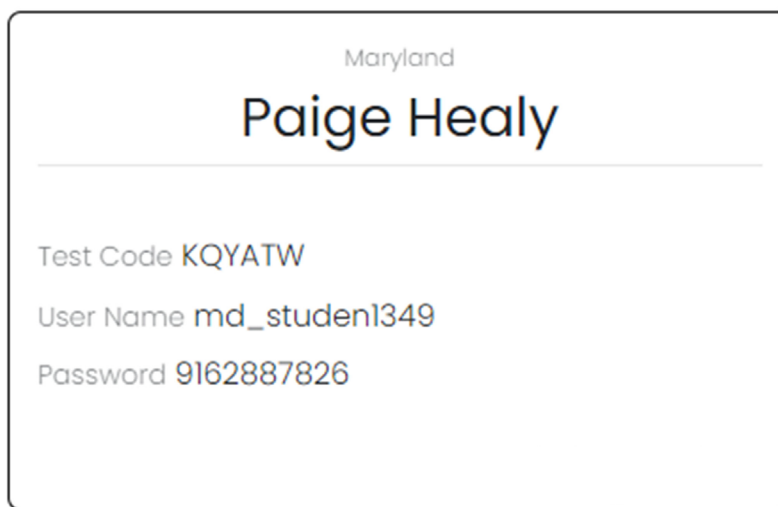 Maryland
Paige Healy
Test Code KQYATW
User Name md_studen1349
Password 9162887826